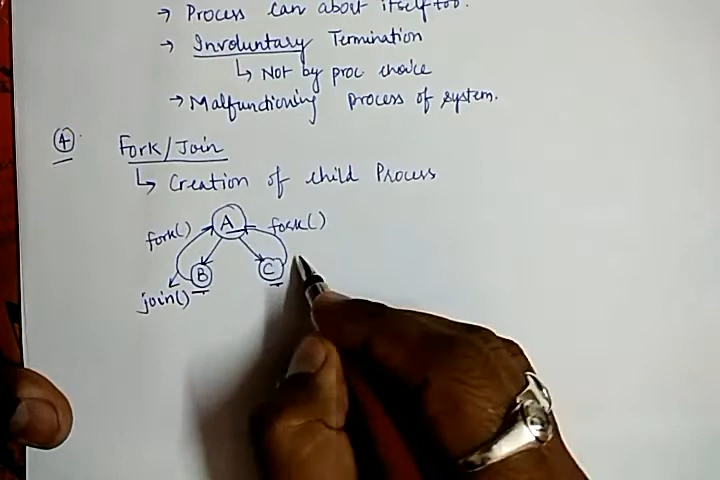 → Process can about itself too.
→ Involuntary Termination
↳ Not by proc choice
→ Malfunctioning process of system.
④ Fork/Join
↳ Creation of child Process
fork() A fork()
B C
join()